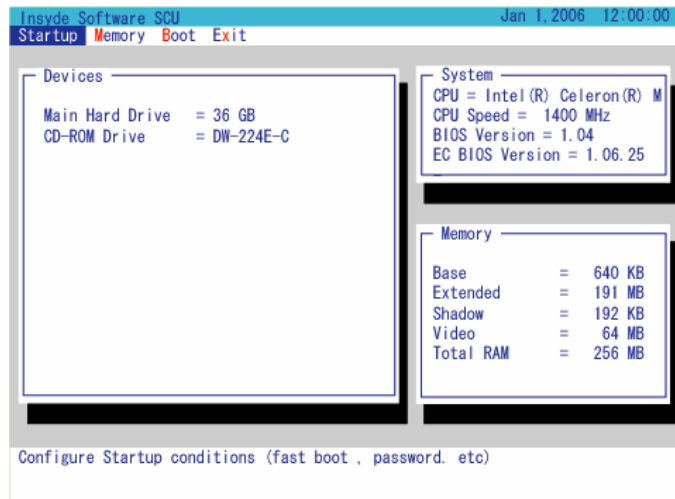 Insyde Software SCU Jan 1,2006 12:00:00
Startup Memory Boot Exit
Devices
Main Hard Drive = 36 GB
CD-ROM Drive = DW-224E-C
System
CPU = Intel(R) Celeron(R) M
CPU Speed = 1400 MHz
BIOS Version = 1.04
EC BIOS Version = 1.06.25
Memory
Base = 640 KB
Extended = 191 MB
Shadow = 192 KB
Video = 64 MB
Total RAM = 256 MB
Configure Startup conditions (fast boot , password. etc)